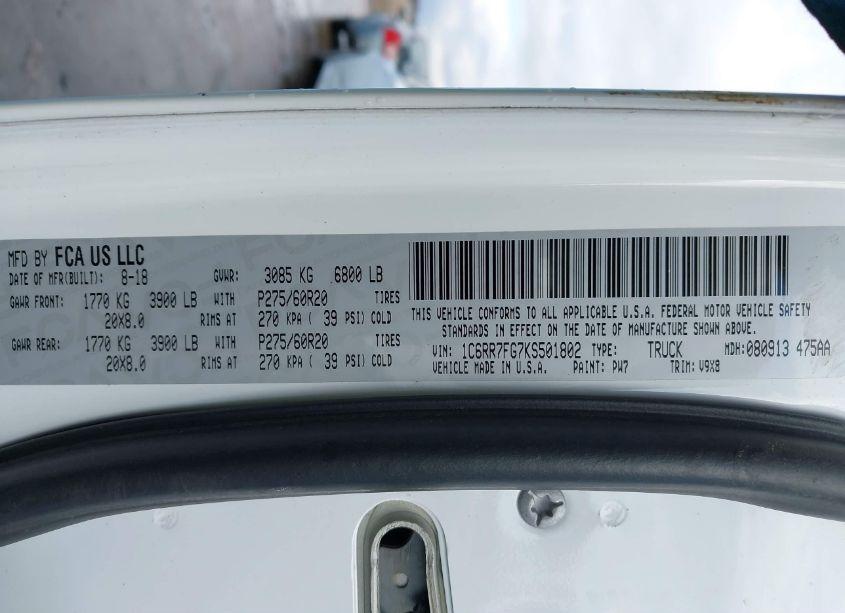 MFD BY FCA US LLC
DATE OF MFR(BUILT): 8-18 GVWR: 3085 KG 6800 LB
GAWR FRONT: 1770 KG 3900 LB WITH P275/60R20 TIRES
20X8.0 RIMS AT 270 KPA ( 39 PSI) COLD
GAWR REAR: 1770 KG 3900 LB WITH P275/60R20 TIRES
20X8.0 RIMS AT 270 KPA ( 39 PSI) COLD
THIS VEHICLE CONFORMS TO ALL APPLICABLE U.S.A. FEDERAL MOTOR VEHICLE SAFETY
STANDARDS IN EFFECT ON THE DATE OF MANUFACTURE SHOWN ABOVE.
VIN: 1C6RR7FG7KS501802 TYPE: TRUCK MDH: 080913 475AA
VEHICLE MADE IN U.S.A. PAINT: PW7 TRIM: V9X8